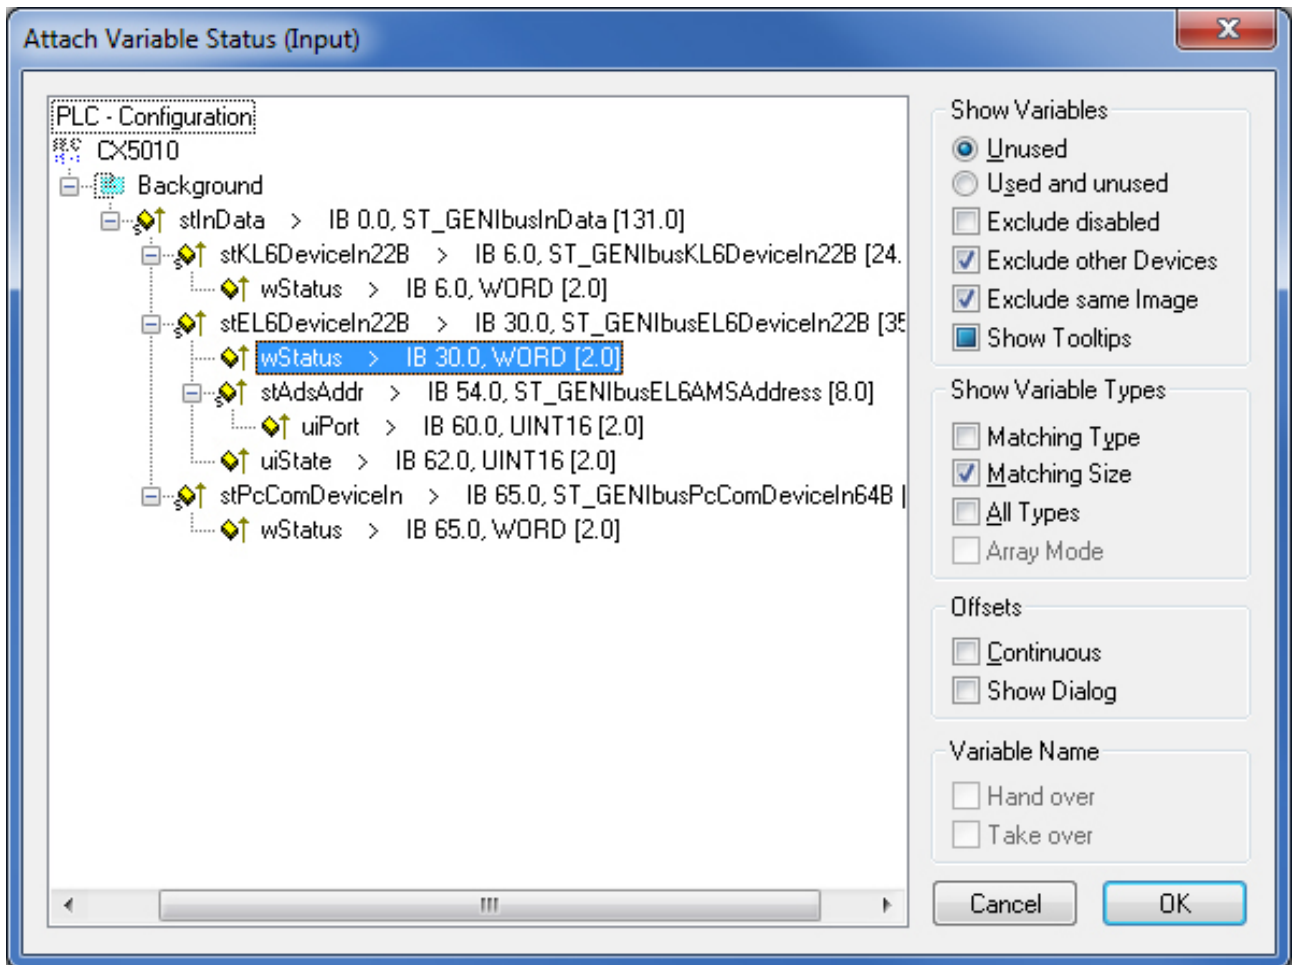 Attach Variable Status (Input)
PLC - Configuration
CX5010
Background
stInData > IB 0.0, ST_GENIbusInData [131.0]
stKL6DeviceIn22B > IB 6.0, ST_GENIbusKL6DeviceIn22B [24.
wStatus > IB 6.0, WORD [2.0]
stEL6DeviceIn22B > IB 30.0, ST_GENIbusEL6DeviceIn22B [35
wStatus > IB 30.0, WORD [2.0]
stAdsAddr > IB 54.0, ST_GENIbusEL6AMSAddress [8.0]
uiPort > IB 60.0, UINT16 [2.0]
uiState > IB 62.0, UINT16 [2.0]
stPcComDeviceIn > IB 65.0, ST_GENIbusPcComDeviceIn64B [
wStatus > IB 65.0, WORD [2.0]
Show Variables
Unused
Used and unused
Exclude disabled
Exclude other Devices
Exclude same Image
Show Tooltips
Show Variable Types
Matching Type
Matching Size
All Types
Array Mode
Offsets
Continuous
Show Dialog
Variable Name
Hand over
Take over
Cancel
OK